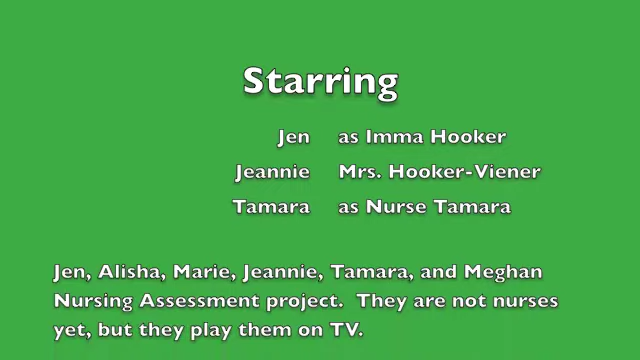 Starring
Jen as Imma Hooker
Jeannie Mrs. Hooker-Viener
Tamara as Nurse Tamara
Jen, Alisha, Marie, Jeannie, Tamara, and Meghan
Nursing Assessment project.  They are not nurses
yet, but they play them on TV.